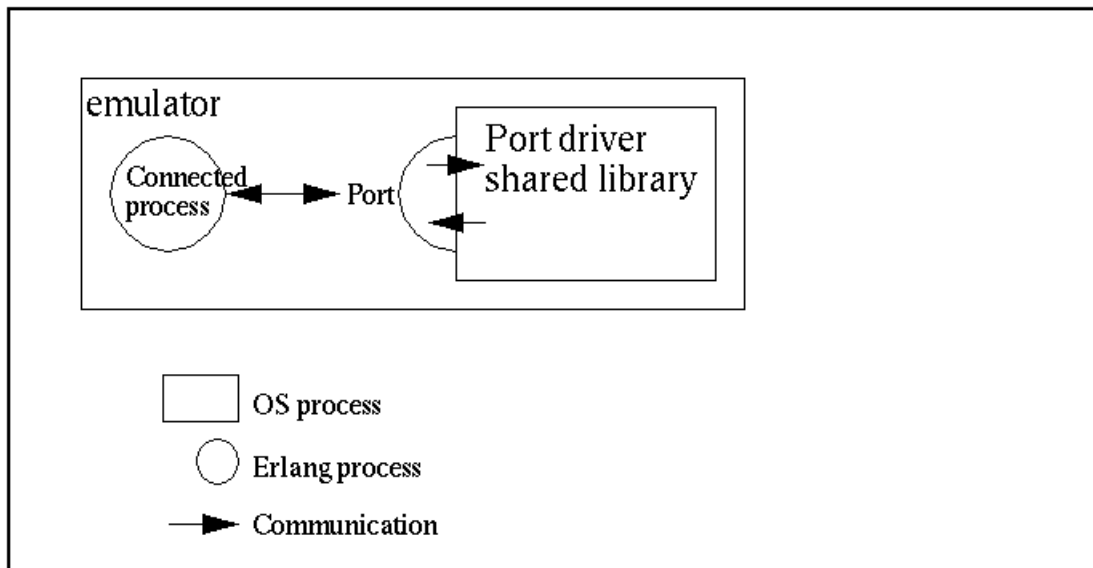 emulator
Connected
process
Port
Port driver
shared library
OS process
Erlang process
Communication